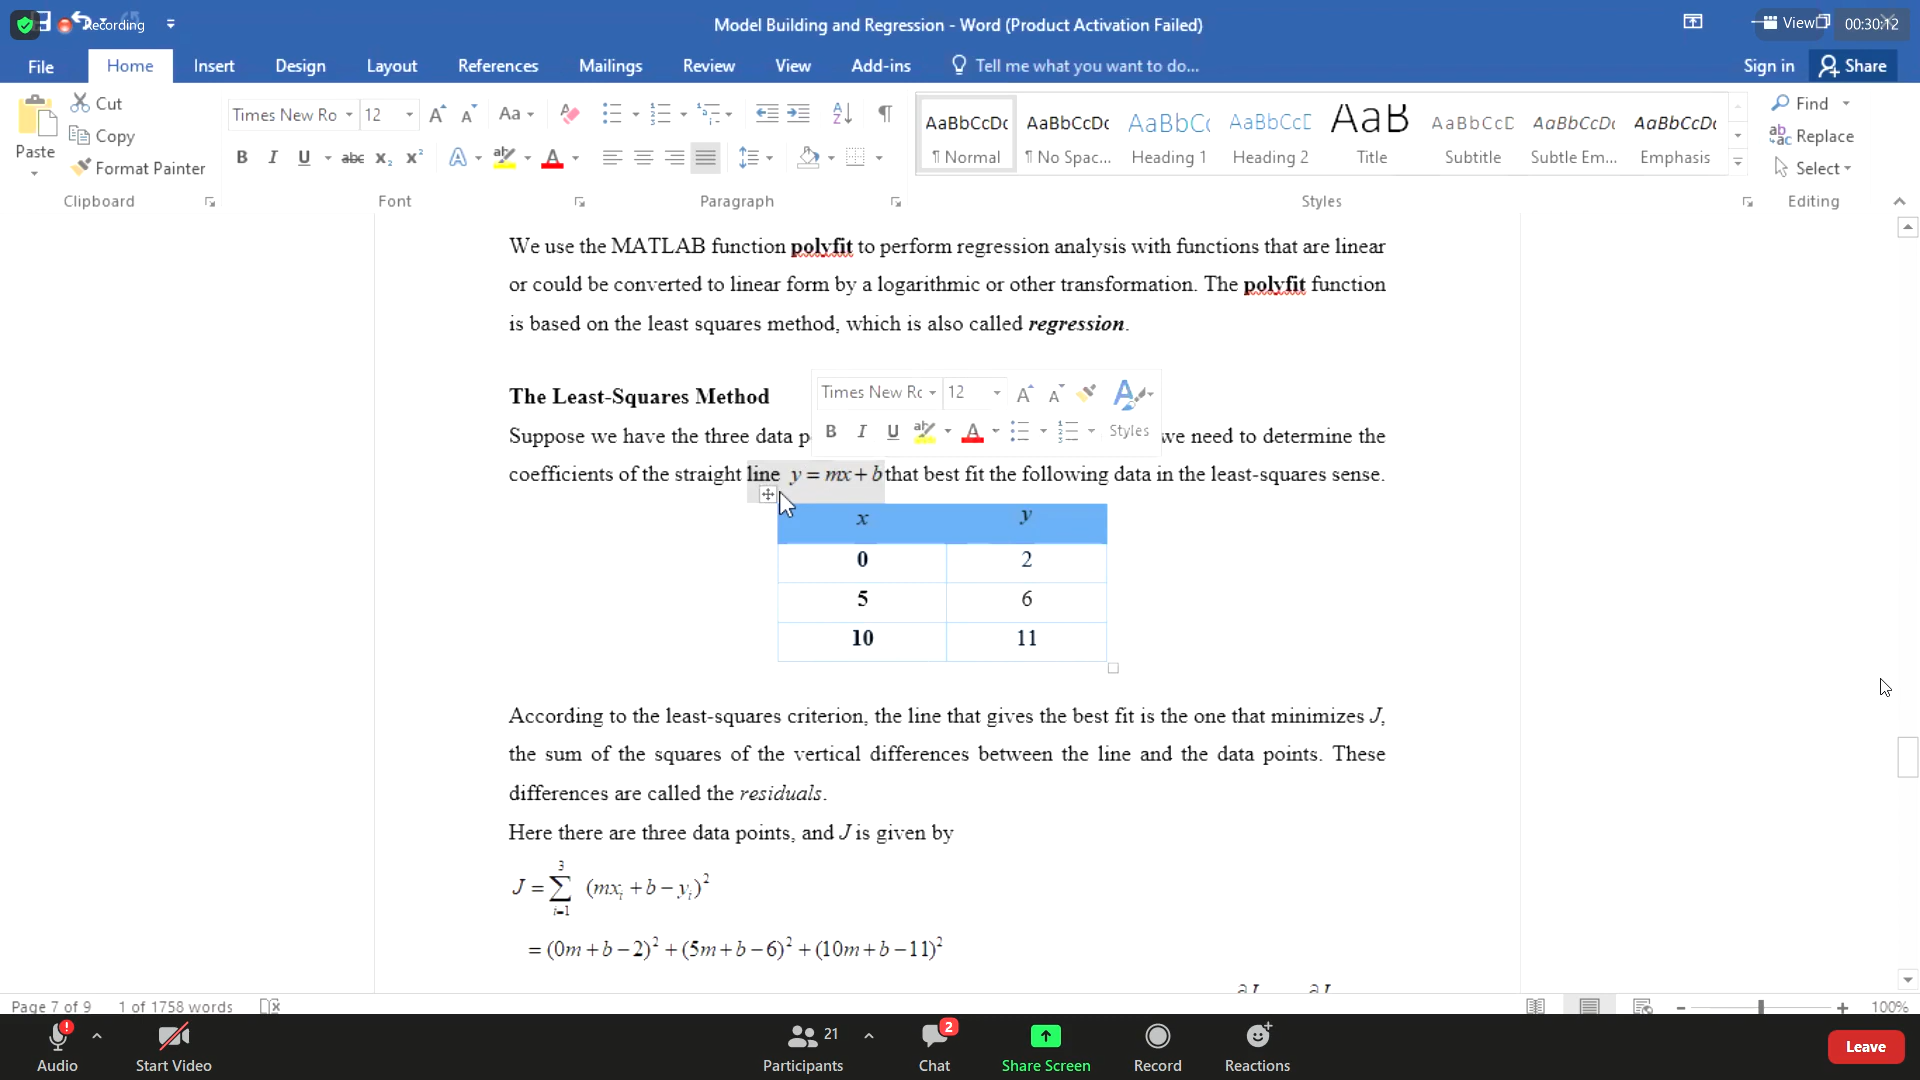 Recording
Model Building and Regression - Word (Product Activation Failed)
View
00:30:12
File
Home
Insert
Design
Layout
References
Mailings
Review
View
Add-ins
Tell me what you want to do...
Sign in
Share
Paste
Cut
Copy
Format Painter
Clipboard
Times New Ro
12
Font
Paragraph
AaBbCcDc
¶ Normal
AaBbCcDc
¶ No Spac...
AaBbCc
Heading 1
AaBbCcD
Heading 2
AaB
Title
AaBbCcD
Subtitle
AaBbCcDc
Subtle Em...
AaBbCcDc
Emphasis
Styles
Find
Replace
Select
Editing
We use the MATLAB function polyfit to perform regression analysis with functions that are linear
or could be converted to linear form by a logarithmic or other transformation. The polyfit function
is based on the least squares method, which is also called regression.
The Least-Squares Method
Times New Rc
12
B I U
Styles
Suppose we have the three data p we need to determine the
coefficients of the straight line y = mx + b that best fit the following data in the least-squares sense.
x y
0 2
5 6
10 11
According to the least-squares criterion, the line that gives the best fit is the one that minimizes J,
the sum of the squares of the vertical differences between the line and the data points. These
differences are called the residuals.
Here there are three data points, and J is given by
J = ∑ (mxᵢ + b − yᵢ)²
3
i=1
= (0m + b − 2)² + (5m + b − 6)² + (10m + b − 11)²
Page 7 of 9
1 of 1758 words
100%
Audio
Start Video
21
Participants
2
Chat
Share Screen
Record
Reactions
Leave